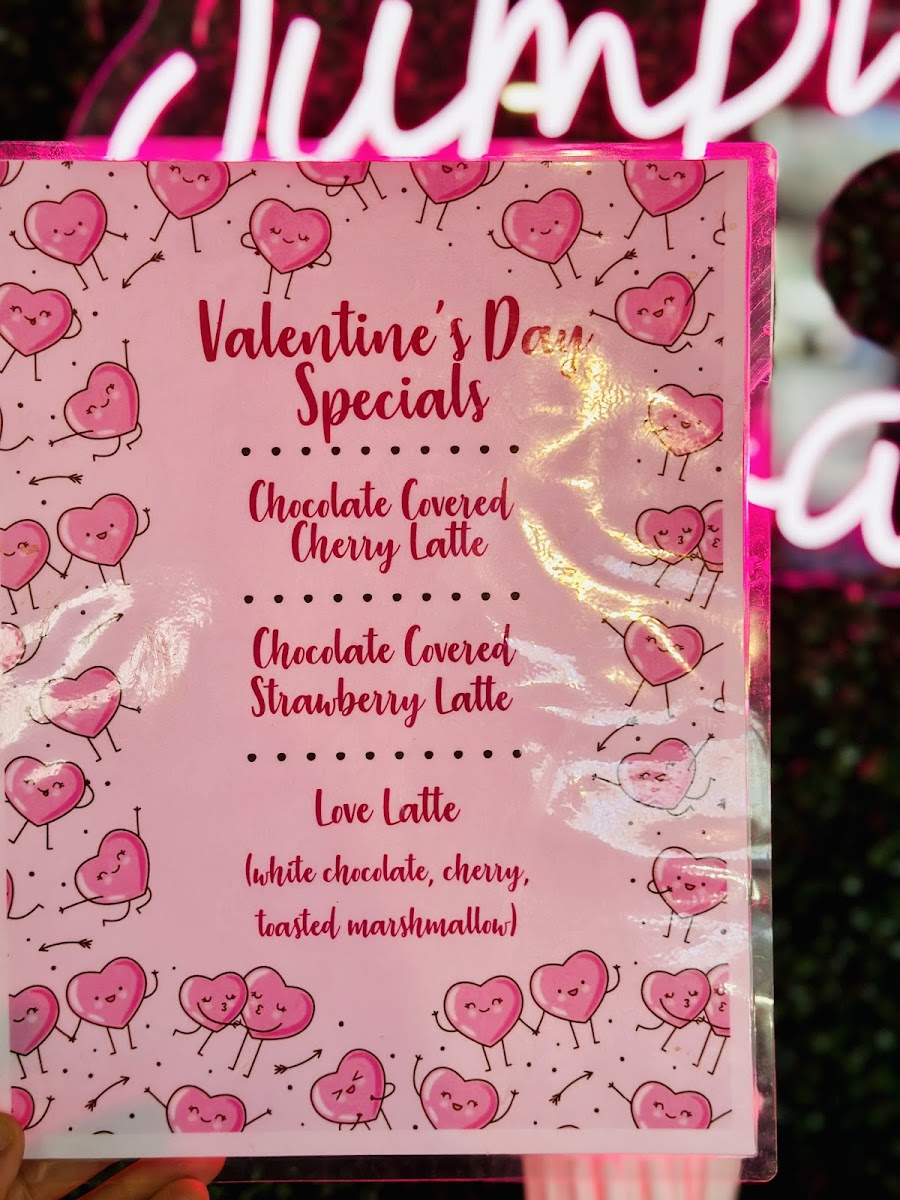 Valentine's Day
Specials
Chocolate Covered
Cherry Latte
Chocolate Covered
Strawberry Latte
Love Latte
(white chocolate, cherry,
toasted marshmallow)